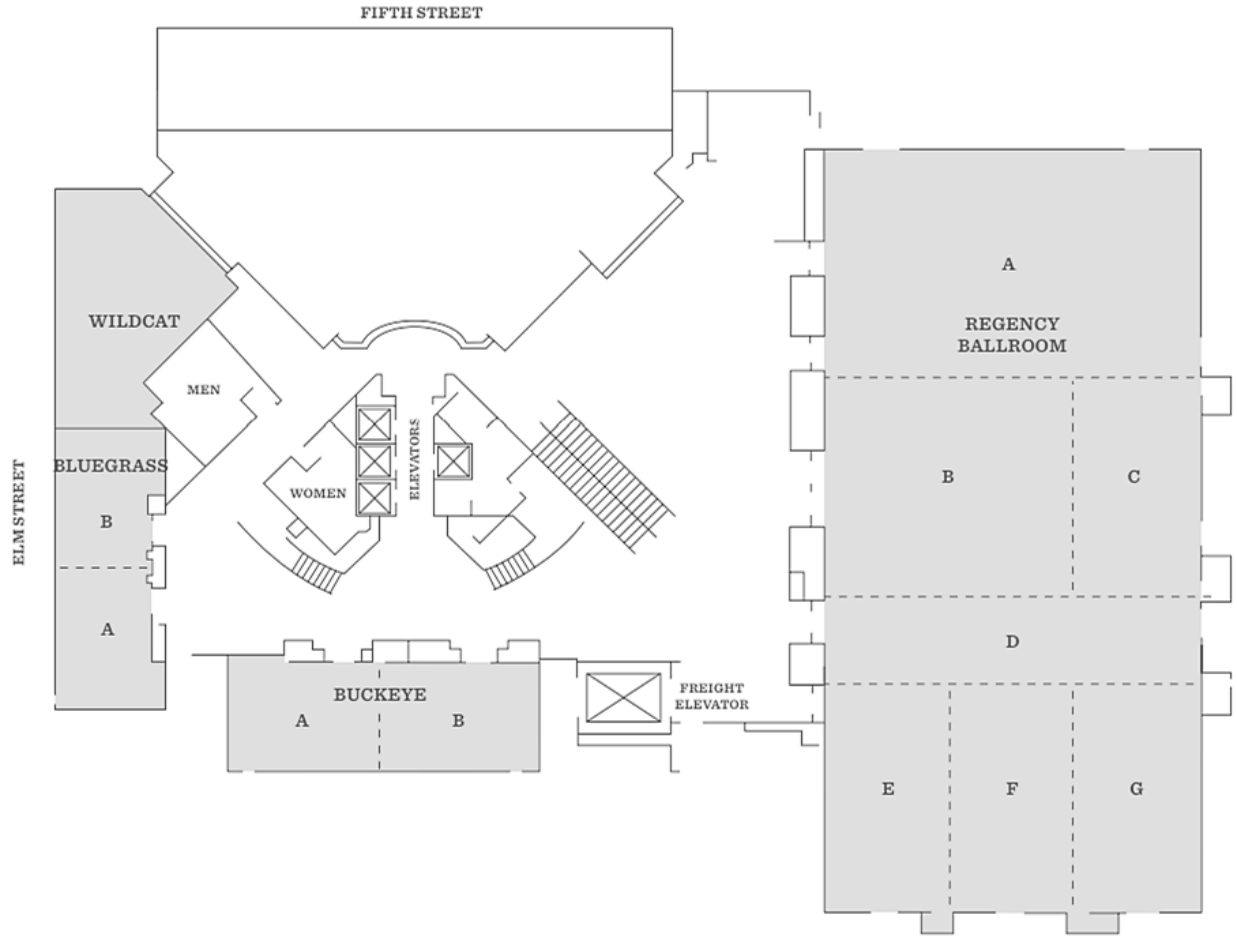 FIFTH STREET
A
REGENCY
BALLROOM
WILDCAT
MEN
BLUEGRASS
B
A
ELM STREET
WOMEN
ELEVATORS
B
C
D
BUCKEYE
A
B
FREIGHT
ELEVATOR
E
F
G